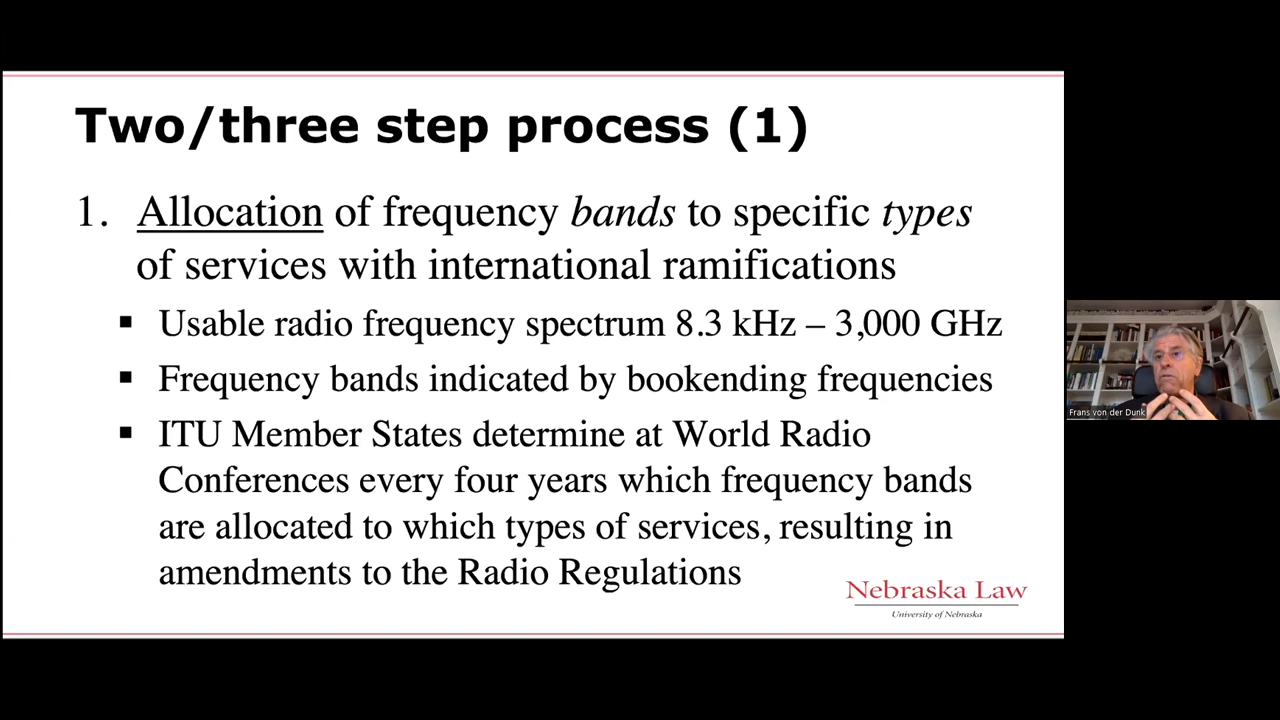 Two/three step process (1)
1. Allocation of frequency bands to specific types
of services with international ramifications
▪ Usable radio frequency spectrum 8.3 kHz – 3,000 GHz
▪ Frequency bands indicated by bookending frequencies
▪ ITU Member States determine at World Radio
Conferences every four years which frequency bands
are allocated to which types of services, resulting in
amendments to the Radio Regulations
Nebraska Law
University of Nebraska
Frans von der Dunk